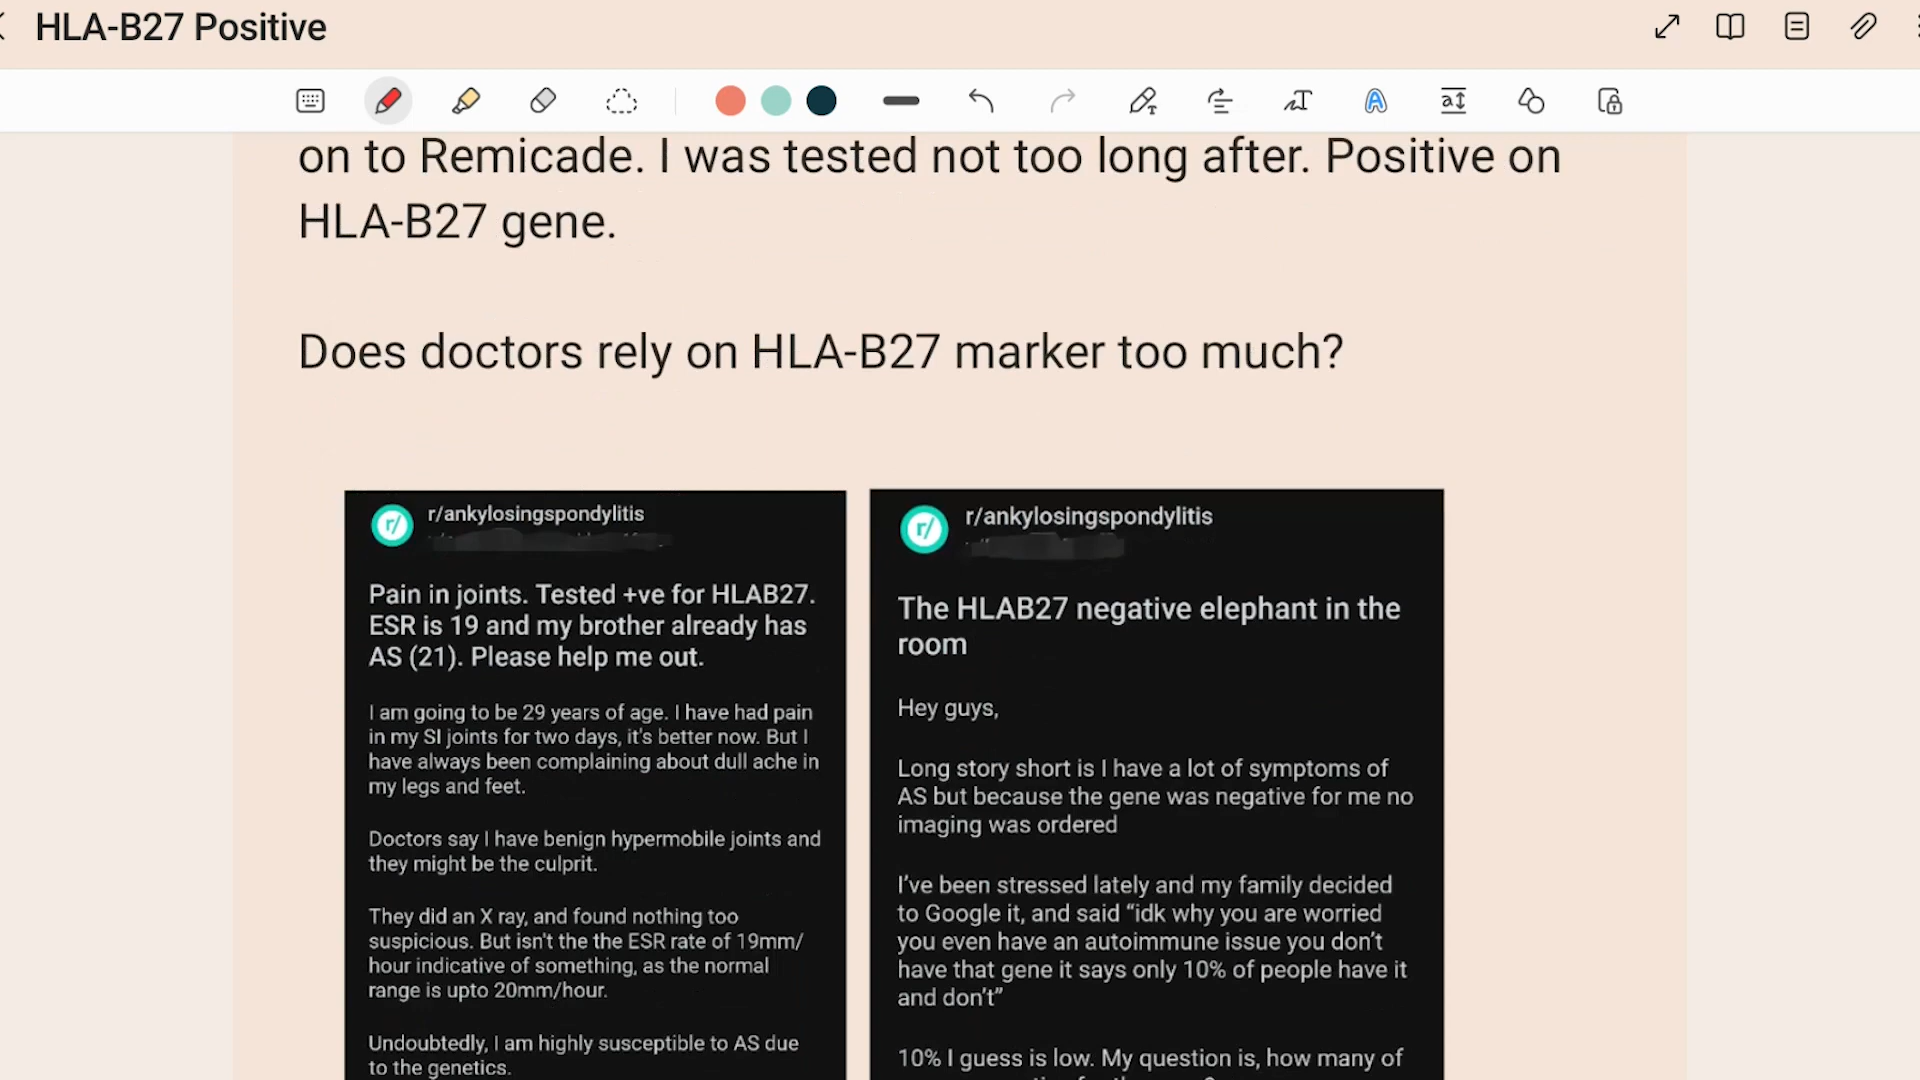 HLA-B27 Positive
on to Remicade. I was tested not too long after. Positive on
HLA-B27 gene.
Does doctors rely on HLA-B27 marker too much?
r/ankylosingspondylitis
Pain in joints. Tested +ve for HLAB27.
ESR is 19 and my brother already has
AS (21). Please help me out.
I am going to be 29 years of age. I have had pain
in my SI joints for two days, it's better now. But I
have always been complaining about dull ache in
my legs and feet.
Doctors say I have benign hypermobile joints and
they might be the culprit.
They did an X ray, and found nothing too
suspicious. But isn't the the ESR rate of 19mm/
hour indicative of something, as the normal
range is upto 20mm/hour.
Undoubtedly, I am highly susceptible to AS due
to the genetics.
r/ankylosingspondylitis
The HLAB27 negative elephant in the
room
Hey guys,
Long story short is I have a lot of symptoms of
AS but because the gene was negative for me no
imaging was ordered
I’ve been stressed lately and my family decided
to Google it, and said “idk why you are worried
you even have an autoimmune issue you don’t
have that gene it says only 10% of people have it
and don’t”
10% I guess is low. My question is, how many of